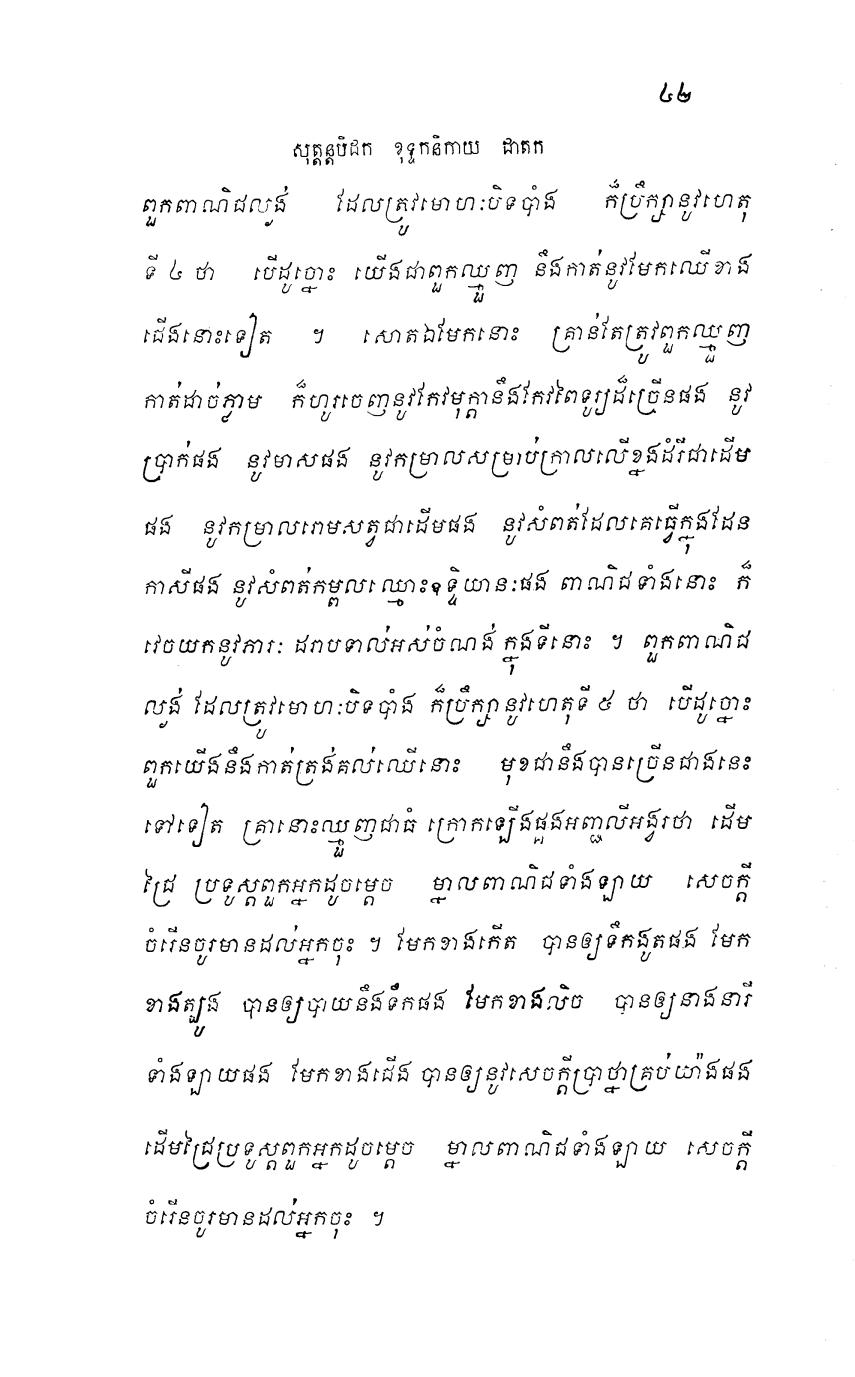 ៤២
សុត្តន្តបិដក ខុទ្ទកនិកាយ ជាតក
ពួកពាណិជល្ងង់ ដែលត្រូវមោហៈបិទបាំង ក៏ប្រឹក្សានូវហេតុ
ទី ៤ ថា បើដូច្នោះ យើងជាពួកឈ្មួញ នឹងកាត់នូវមែកឈើខាង
ជើងនោះទៀត ។ សោតឯមែកនោះ គ្រាន់តែត្រូវពួកឈ្មួញ
កាត់ដាច់ភ្លាម ក៏ហូរចេញនូវកែវមុក្តានឹងកែវពៃទូរ្យដ៏ច្រើនផង នូវ
ប្រាក់ផង នូវមាសផង នូវកម្រាលសម្រាប់ក្រាលលើខ្នងដំរីជាដើម
ផង នូវកម្រាលរោមសត្វជាដើមផង នូវសំពត់ដែលគេធ្វើក្នុងដែន
កាសីផង នូវសំពត់កម្ពលឈ្មោះឧទ្ទិយានៈផង ពាណិជទាំងនោះ ក៏
វេចយកនូវភារៈ ដរាបទាល់អស់ចំណង់ ក្នុងទីនោះ ។ ពួកពាណិជ
ល្ងង់ ដែលត្រូវមោហៈបិទបាំង ក៏ប្រឹក្សានូវហេតុទី ៥ ថា បើដូច្នោះ
ពួកយើងនឹងកាត់ត្រង់គល់ឈើនោះ មុខជានឹងបានច្រើនជាងនេះ
ទៅទៀត គ្រានោះឈ្មួញជាធំ ក្រោកឡើងផ្គងអញ្ជលីអង្វរថា ដើម
ជ្រៃ ប្រទូស្តពួកអ្នកដូចម្តេច ម្នាលពាណិជទាំងឡាយ សេចក្តី
ចំរើនចូរមានដល់អ្នកចុះ ។ មែកខាងកើត បានឲ្យទឹកងូតផង មែក
ខាងត្បូង បានឲ្យបាយនឹងទឹកផង មែកខាងលិច បានឲ្យនាងនារី
ទាំងឡាយផង មែកខាងជើង បានឲ្យនូវសេចក្តីប្រាថ្នាគ្រប់យ៉ាងផង
ដើមជ្រៃប្រទូស្តពួកអ្នកដូចម្តេច ម្នាលពាណិជទាំងឡាយ សេចក្តី
ចំរើនចូរមានដល់អ្នកចុះ ។